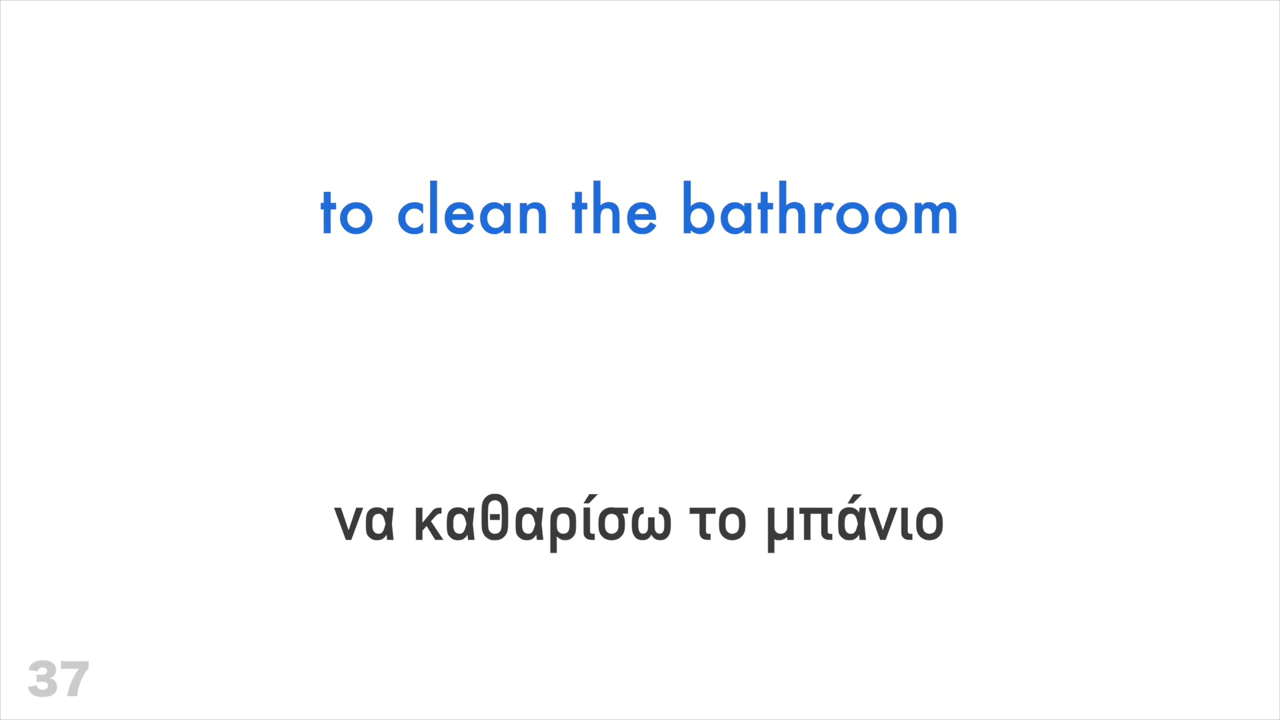 to clean the bathroom
να καθαρίσω το μπάνιο
37